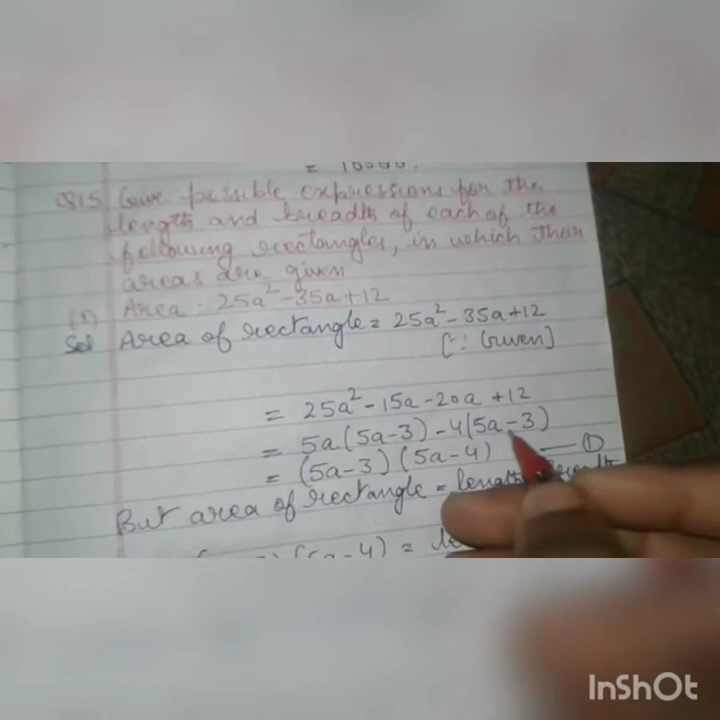 Q15 Give possible expressions for the
length and breadth of each of the
following rectangles, in which their
areas are given
(i) Area · 25a² - 35a + 12
Sol Area of rectangle = 25a² - 35a + 12
[∵ Given]
= 25a² - 15a - 20a + 12
= 5a (5a - 3) - 4 (5a - 3)
= (5a - 3) (5a - 4) — ①
But area of rectangle = length
(5a - 4) =
InShOt